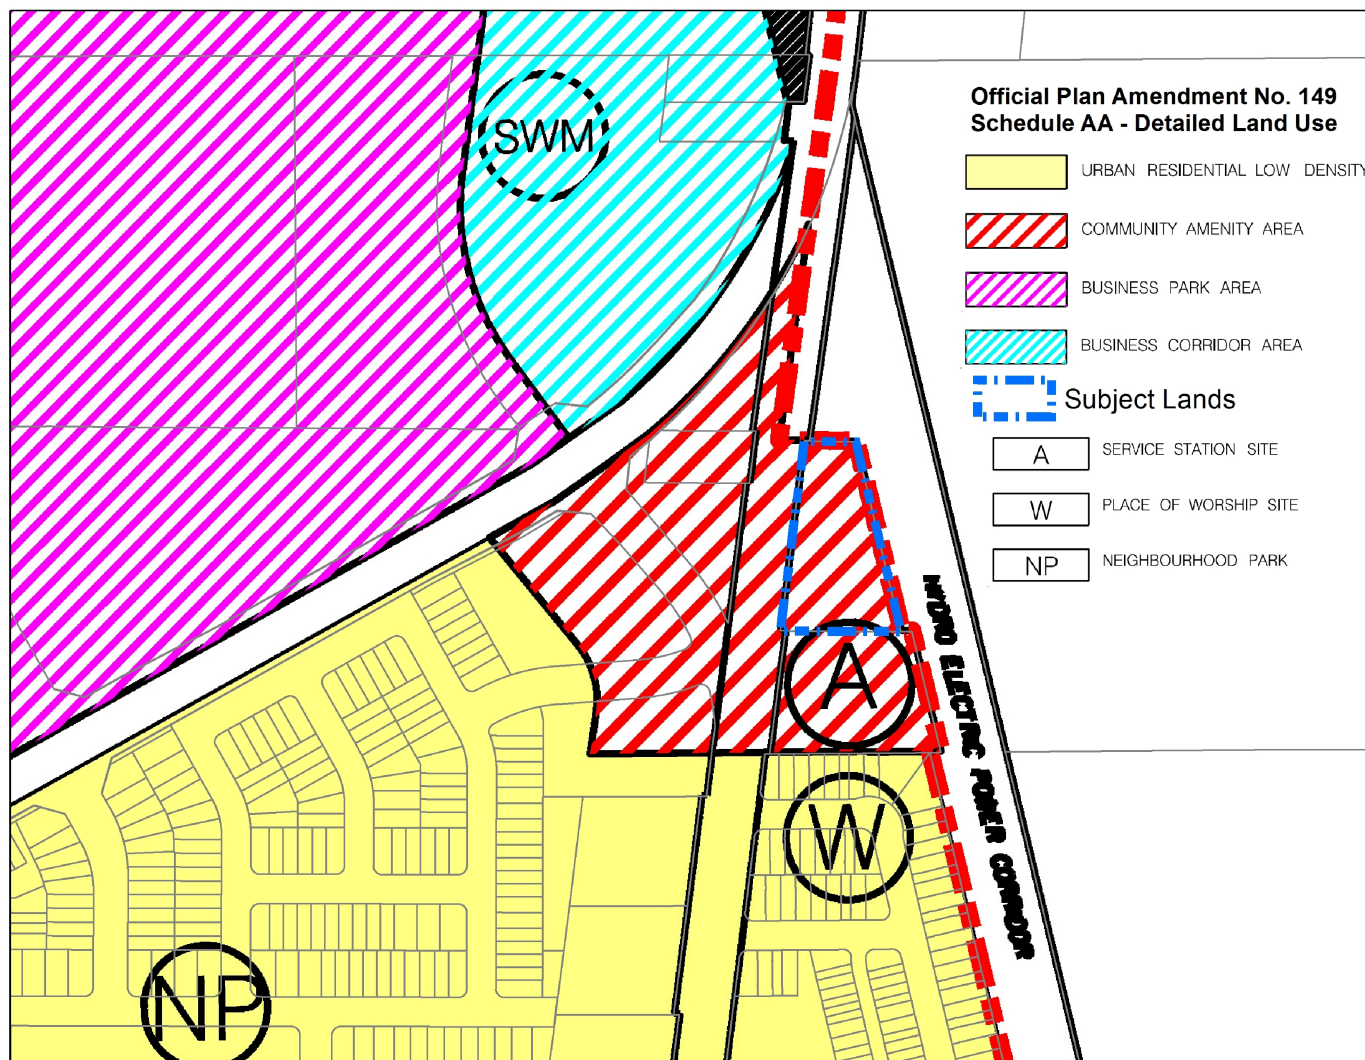 Official Plan Amendment No. 149
Schedule AA - Detailed Land Use
URBAN RESIDENTIAL LOW DENSITY
COMMUNITY AMENITY AREA
BUSINESS PARK AREA
BUSINESS CORRIDOR AREA
Subject Lands
A SERVICE STATION SITE
W PLACE OF WORSHIP SITE
NP NEIGHBOURHOOD PARK
SWM
HYDRO ELECTRIC POWER CORRIDOR
A
W
NP